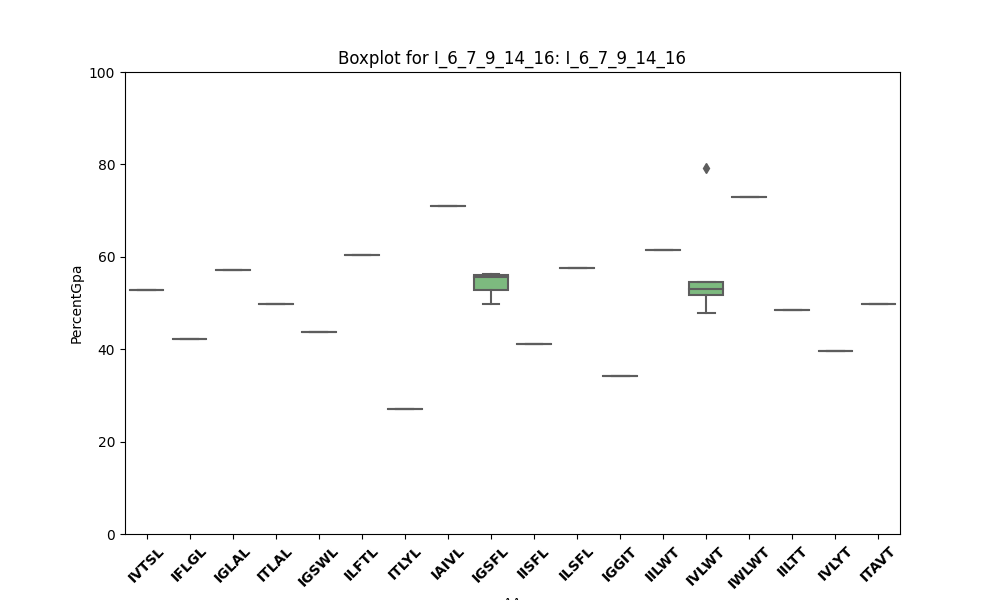 Boxplot for I_6_7_9_14_16: I_6_7_9_14_16
100
80
60
40
20
0
PercentGpa
IVTSL
IFLGL
IGLAL
ITLAL
IGSWL
ILFTL
ITLYL
IAIVL
IGSFL
IISFL
ILSFL
IGGIT
IILWT
IVLWT
IWLWT
IILTT
IVLYT
ITAVT